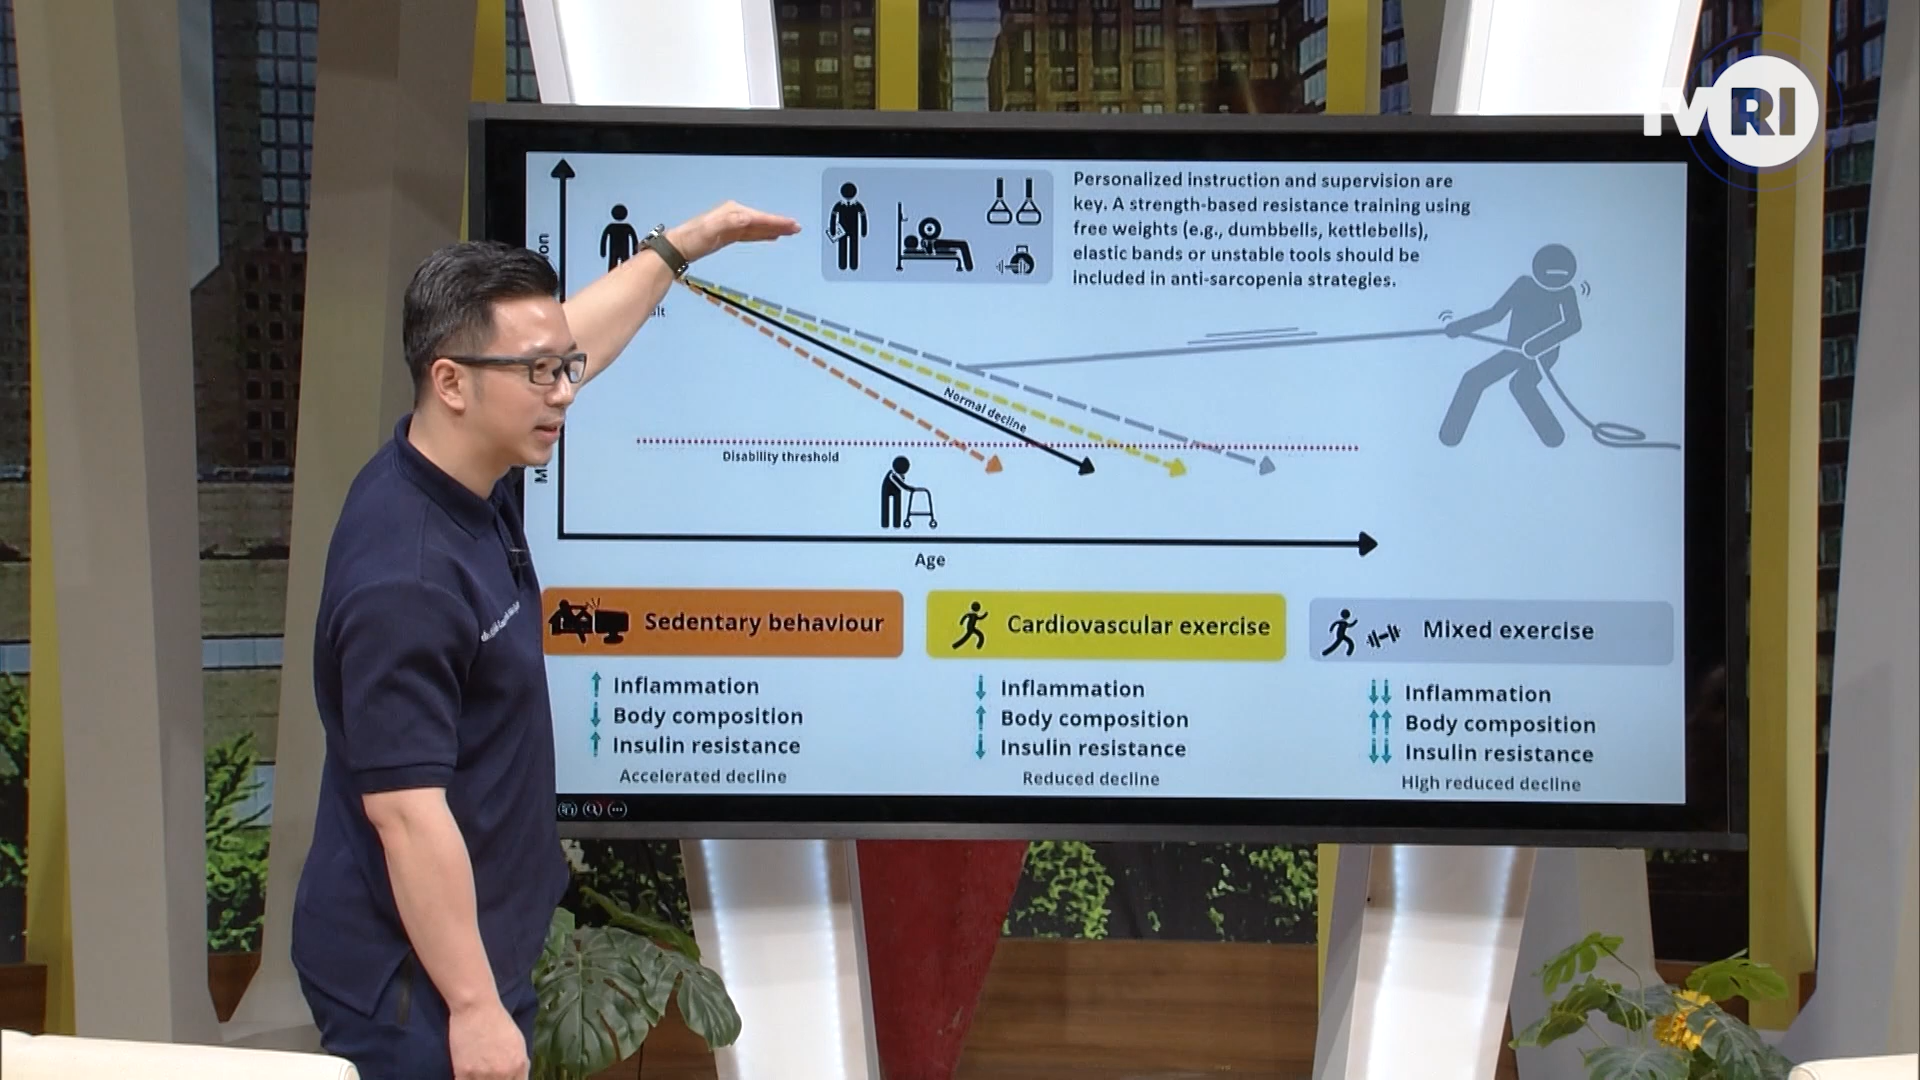 TVRI
Personalized instruction and supervision are
key. A strength-based resistance training using
free weights (e.g., dumbbells, kettlebells),
elastic bands or unstable tools should be
included in anti-sarcopenia strategies.
Normal decline
Disability threshold
Age
Sedentary behaviour
↑ Inflammation
↓ Body composition
↑ Insulin resistance
Accelerated decline
Cardiovascular exercise
↓ Inflammation
↑ Body composition
↓ Insulin resistance
Reduced decline
Mixed exercise
↓↓ Inflammation
↑↑ Body composition
↓↓ Insulin resistance
High reduced decline